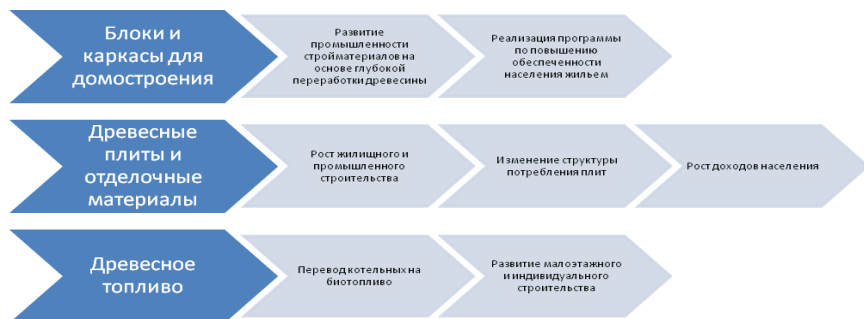 Блоки и
каркасы для
домостроения
Развитие
промышленности
стройматериалов на
основе глубокой
переработки древесины
Реализация программы
по повышению
обеспеченности
населения жильем
Древесные
плиты и
отделочные
материалы
Рост жилищного и
промышленного
строительства
Изменение структуры
потребления плит
Рост доходов населения
Древесное
топливо
Перевод котельных на
биотопливо
Развитие малоэтажного
и индивидуального
строительства